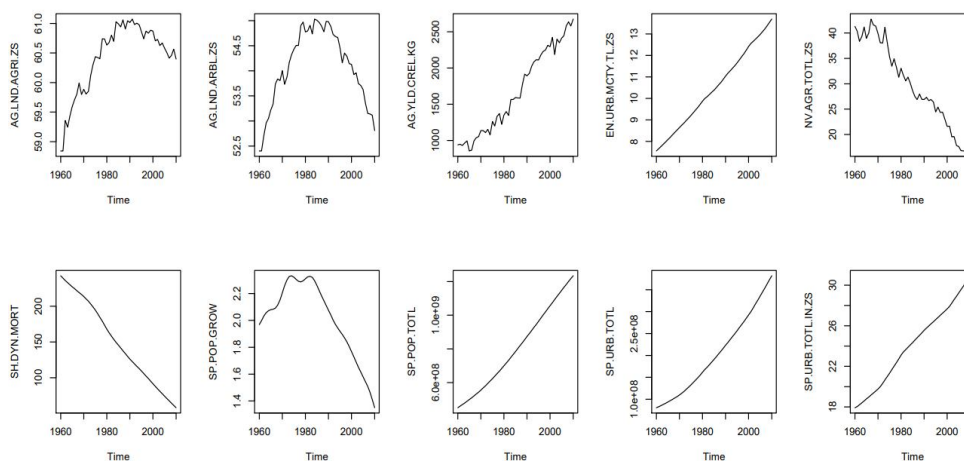 AG.LND.AGRI.ZS
59.0 59.5 60.0 60.5 61.0
1960 1980 2000
Time
AG.LND.ARBL.ZS
52.5 53.5 54.5
1960 1980 2000
Time
AG.YLD.CREL.KG
1000 1500 2000 2500
1960 1980 2000
Time
EN.URB.MCTY.TL.ZS
8 9 10 11 12 13
1960 1980 2000
Time
NV.AGR.TOTL.ZS
20 25 30 35 40
1960 1980 2000
Time
SH.DYN.MORT
100 150 200
1960 1980 2000
Time
SP.POP.GROW
1.4 1.6 1.8 2.0 2.2
1960 1980 2000
Time
SP.POP.TOTL
6.0e+08 1.0e+09
1960 1980 2000
Time
SP.URB.TOTL
1.0e+08 2.5e+08
1960 1980 2000
Time
SP.URB.TOTL.IN.ZS
18 22 26 30
1960 1980 2000
Time